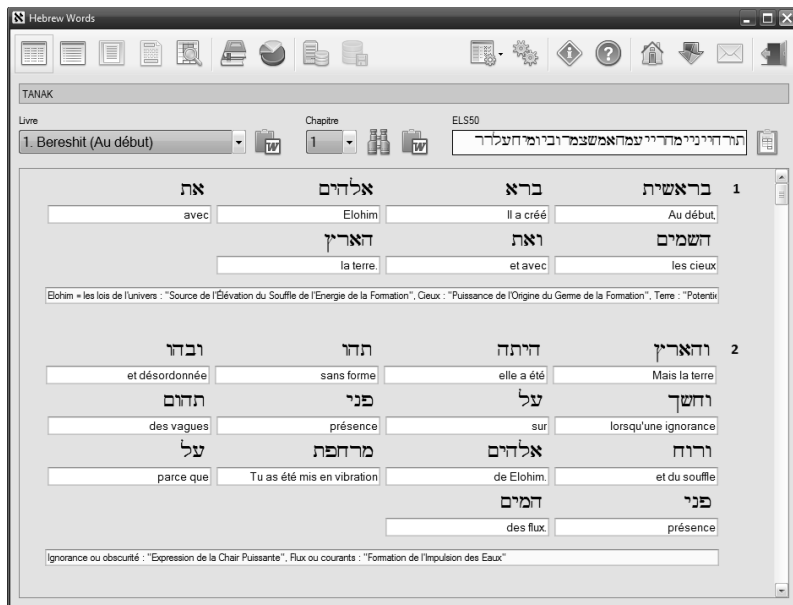 Hebrew Words
TANAK
Livre Chapitre ELS50
1. Bereshit (Au début) 1
1 בראשית ברא אלהים את
Au début, Il a créé Elohim avec
השמים ואת הארץ
les cieux et avec la terre.
Elohim = les lois de l'univers : "Source de l'Élévation du Souffle de l'Energie de la Formation", Cieux : "Puissance de l'Origine du Germe de la Formation", Terre : "Potentie
2 והארץ היתה תהו ובהו
Mais la terre elle a été sans forme et désordonnée
וחשך על פני תהום
lorsqu'une ignorance sur présence des vagues
ורוח אלהים מרחפת על
et du souffle de Elohim. Tu as été mis en vibration parce que
פני המים
présence des flux.
Ignorance ou obscurité : "Expression de la Chair Puissante", Flux ou courants : "Formation de l'Impulsion des Eaux"